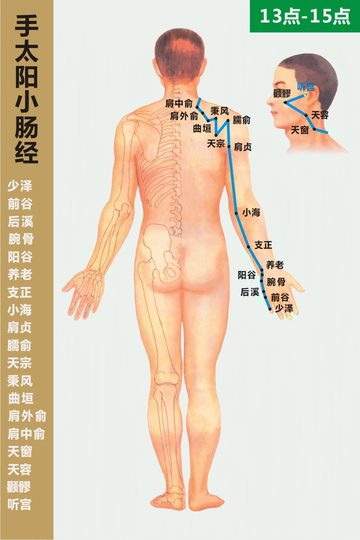 手太阳小肠经
少泽
前谷
后溪
腕骨
阳谷
养老
支正
小海
肩贞
臑俞
天宗
秉风
曲垣
肩外俞
肩中俞
天窗
天容
颧髎
听宫
13点-15点
听宫
颧髎
天容
天窗
肩中俞
秉风
肩外俞
臑俞
曲垣
天宗
肩贞
小海
支正
养老
阳谷
腕骨
后溪
前谷
少泽